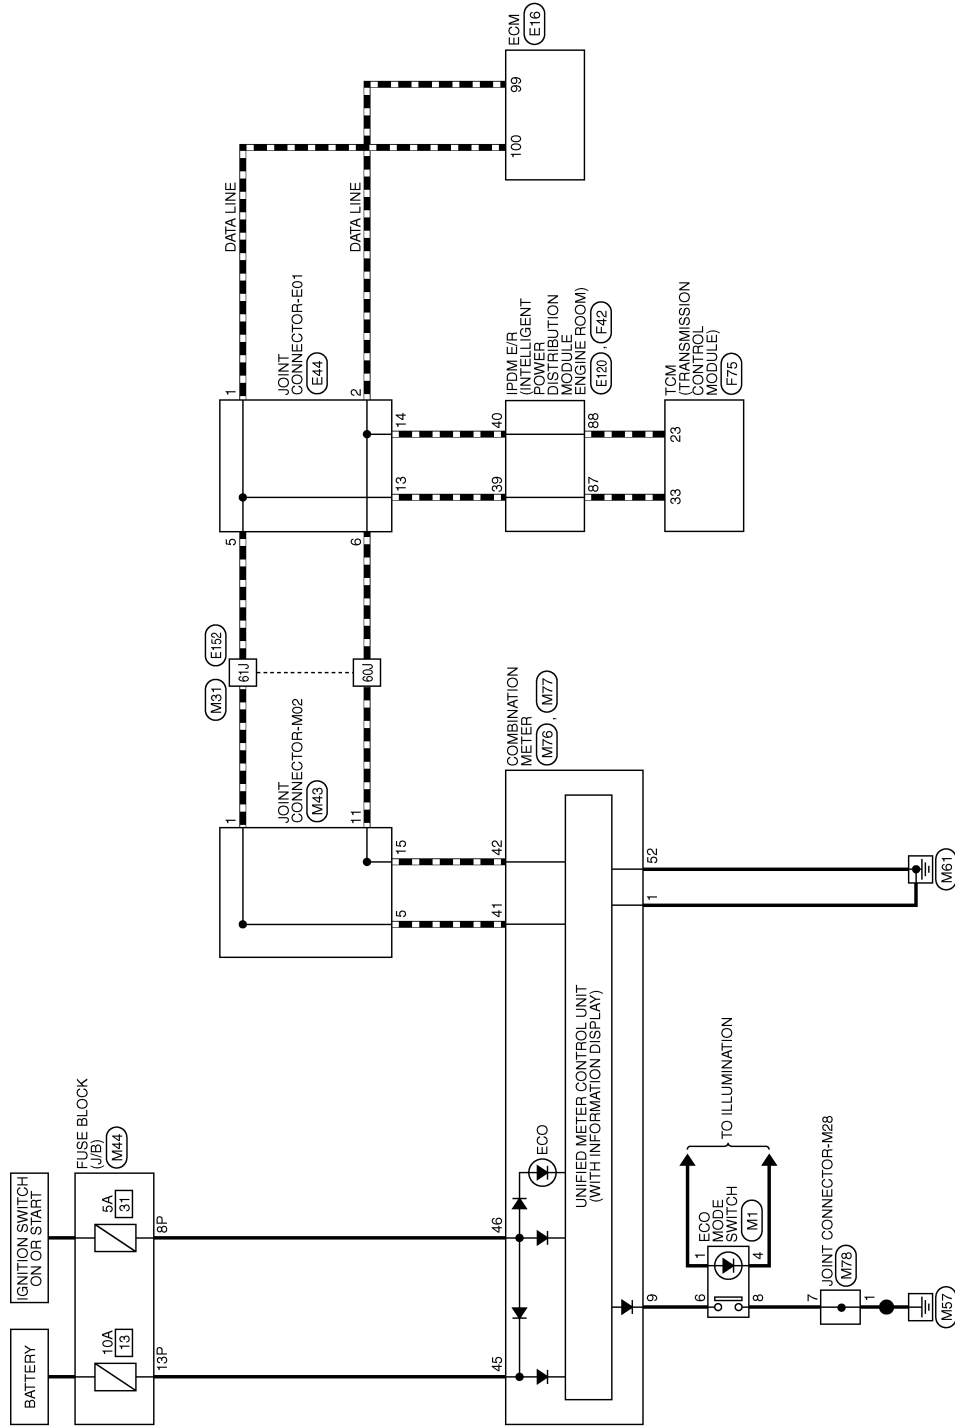 BATTERY
IGNITION SWITCH
ON OR START
10A
13
5A
31
FUSE BLOCK
(J/B)
M44
13P
8P
45
46
ECO
UNIFIED METER CONTROL UNIT
(WITH INFORMATION DISPLAY)
COMBINATION
METER
M76 , M77
41
42
9
1
52
6
1
ECO
MODE
SWITCH
M1
8
4
TO ILLUMINATION
7
JOINT CONNECTOR-M28
M78
1
M57
M61
JOINT
CONNECTOR-M02
M43
1
11
5
15
M31
E152
61J
60J
5
6
JOINT
CONNECTOR-E01
E44
1
2
13
14
DATA LINE
DATA LINE
39
40
IPDM E/R
(INTELLIGENT
POWER
DISTRIBUTION
MODULE
ENGINE ROOM)
E120 , F42
87
88
33
23
TCM
(TRANSMISSION
CONTROL
MODULE)
F75
100
99
ECM
E16